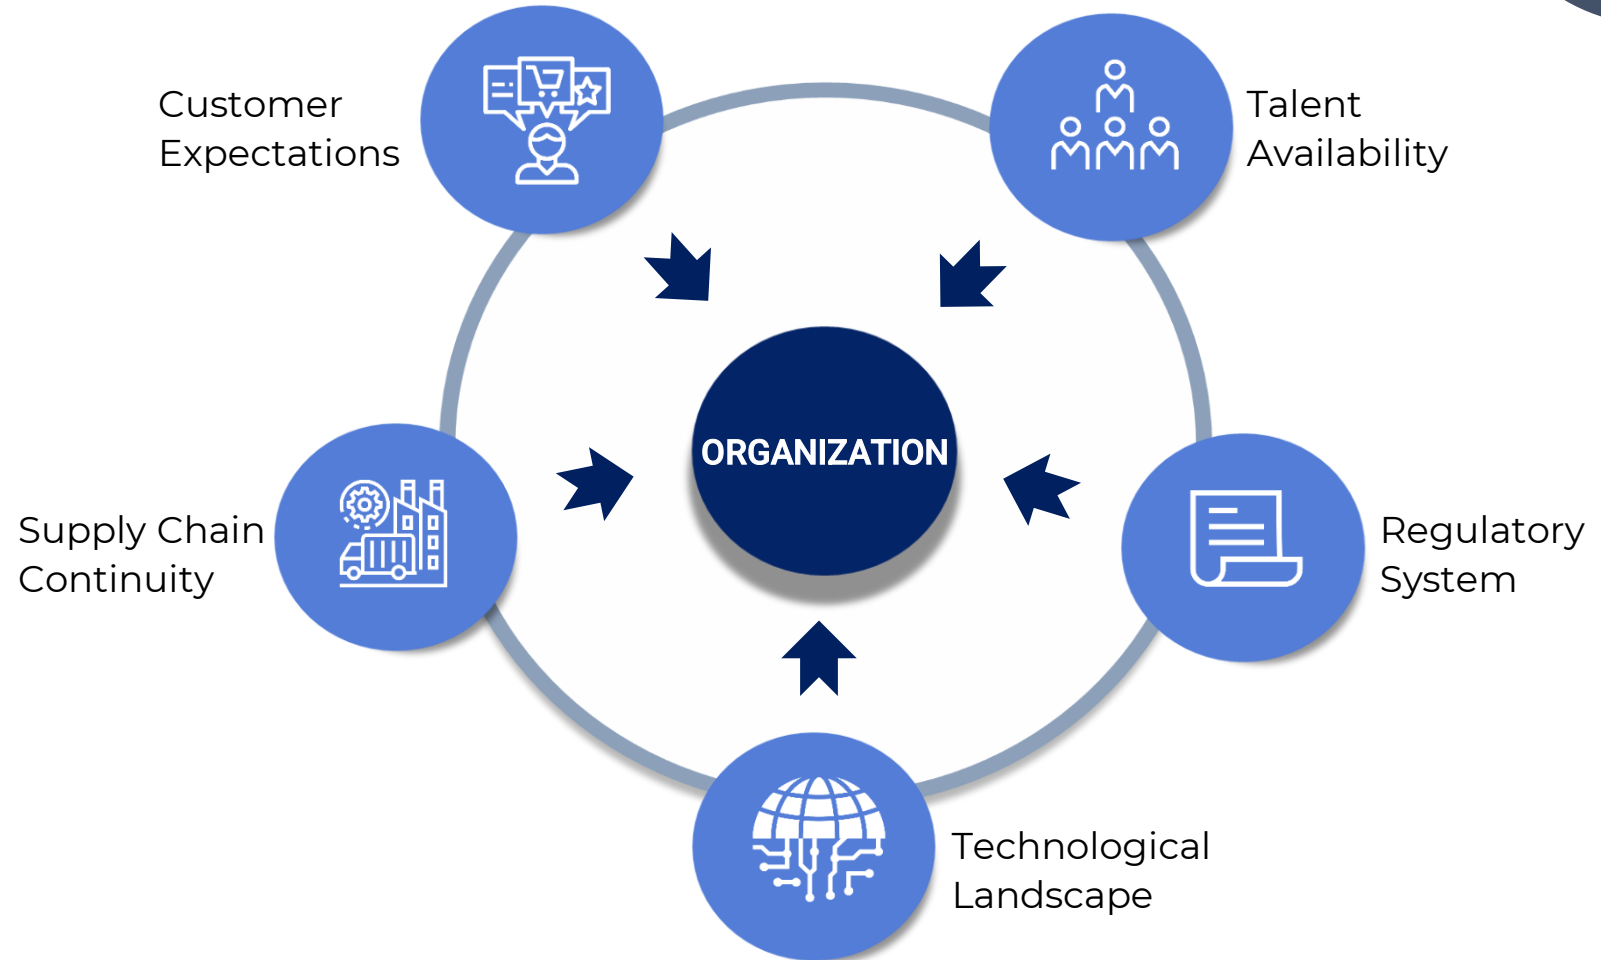 Customer
Expectations
Talent
Availability
ORGANIZATION
Supply Chain
Continuity
Regulatory
System
Technological
Landscape